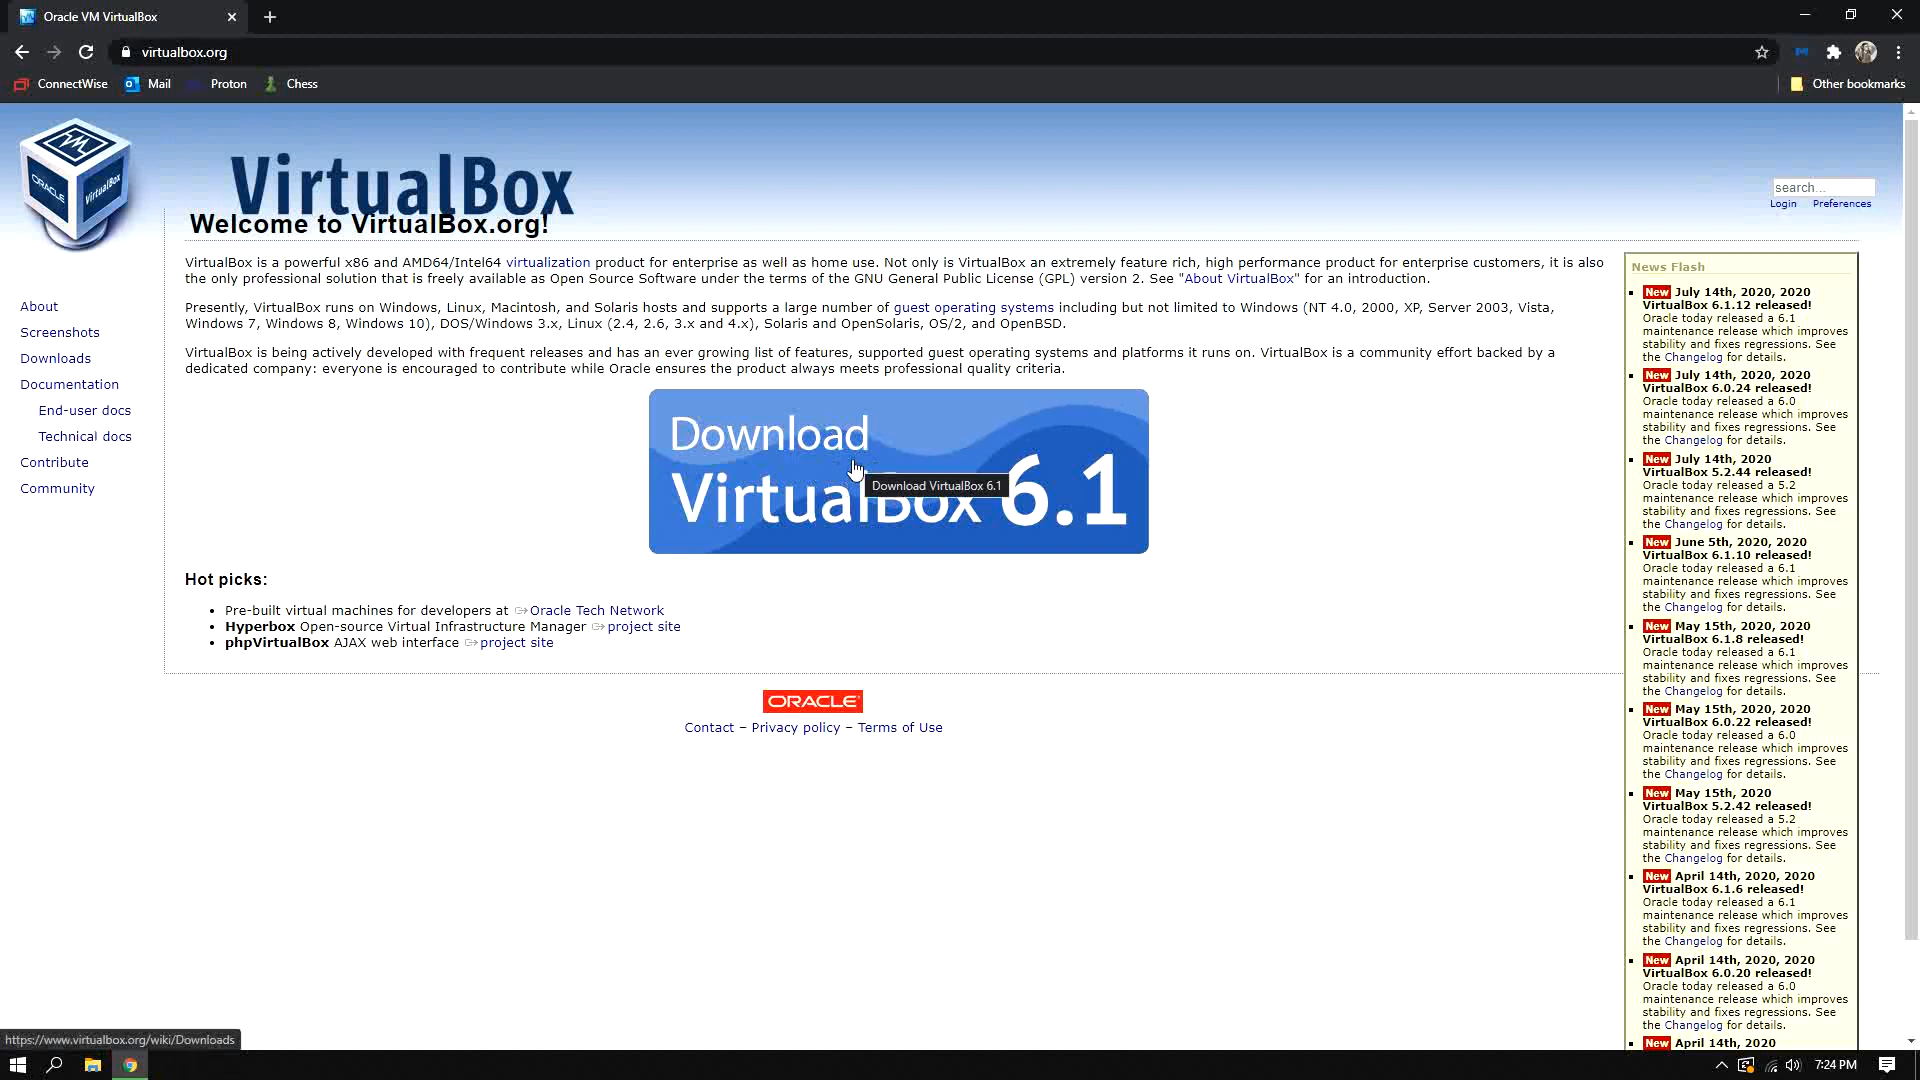 Oracle VM VirtualBox
virtualbox.org
ConnectWise
Mail
Proton
Chess
Other bookmarks
ORACLE
VirtualBox
VirtualBox
search...
Login Preferences
Welcome to VirtualBox.org!
About
Screenshots
Downloads
Documentation
End-user docs
Technical docs
Contribute
Community
VirtualBox is a powerful x86 and AMD64/Intel64 virtualization product for enterprise as well as home use. Not only is VirtualBox an extremely feature rich, high performance product for enterprise customers, it is also
the only professional solution that is freely available as Open Source Software under the terms of the GNU General Public License (GPL) version 2. See "About VirtualBox" for an introduction.
Presently, VirtualBox runs on Windows, Linux, Macintosh, and Solaris hosts and supports a large number of guest operating systems including but not limited to Windows (NT 4.0, 2000, XP, Server 2003, Vista,
Windows 7, Windows 8, Windows 10), DOS/Windows 3.x, Linux (2.4, 2.6, 3.x and 4.x), Solaris and OpenSolaris, OS/2, and OpenBSD.
VirtualBox is being actively developed with frequent releases and has an ever growing list of features, supported guest operating systems and platforms it runs on. VirtualBox is a community effort backed by a
dedicated company: everyone is encouraged to contribute while Oracle ensures the product always meets professional quality criteria.
Download
VirtualBox 6.1
Download VirtualBox 6.1
Hot picks:
Pre-built virtual machines for developers at Oracle Tech Network
Hyperbox Open-source Virtual Infrastructure Manager project site
phpVirtualBox AJAX web interface project site
ORACLE
Contact – Privacy policy – Terms of Use
News Flash
New July 14th, 2020, 2020
VirtualBox 6.1.12 released!
Oracle today released a 6.1
maintenance release which improves
stability and fixes regressions. See
the Changelog for details.
New July 14th, 2020, 2020
VirtualBox 6.0.24 released!
Oracle today released a 6.0
maintenance release which improves
stability and fixes regressions. See
the Changelog for details.
New July 14th, 2020
VirtualBox 5.2.44 released!
Oracle today released a 5.2
maintenance release which improves
stability and fixes regressions. See
the Changelog for details.
New June 5th, 2020, 2020
VirtualBox 6.1.10 released!
Oracle today released a 6.1
maintenance release which improves
stability and fixes regressions. See
the Changelog for details.
New May 15th, 2020, 2020
VirtualBox 6.1.8 released!
Oracle today released a 6.1
maintenance release which improves
stability and fixes regressions. See
the Changelog for details.
New May 15th, 2020, 2020
VirtualBox 6.0.22 released!
Oracle today released a 6.0
maintenance release which improves
stability and fixes regressions. See
the Changelog for details.
New May 15th, 2020
VirtualBox 5.2.42 released!
Oracle today released a 5.2
maintenance release which improves
stability and fixes regressions. See
the Changelog for details.
New April 14th, 2020, 2020
VirtualBox 6.1.6 released!
Oracle today released a 6.1
maintenance release which improves
stability and fixes regressions. See
the Changelog for details.
New April 14th, 2020, 2020
VirtualBox 6.0.20 released!
Oracle today released a 6.0
maintenance release which improves
stability and fixes regressions. See
the Changelog for details.
New April 14th, 2020
https://www.virtualbox.org/wiki/Downloads
7:24 PM